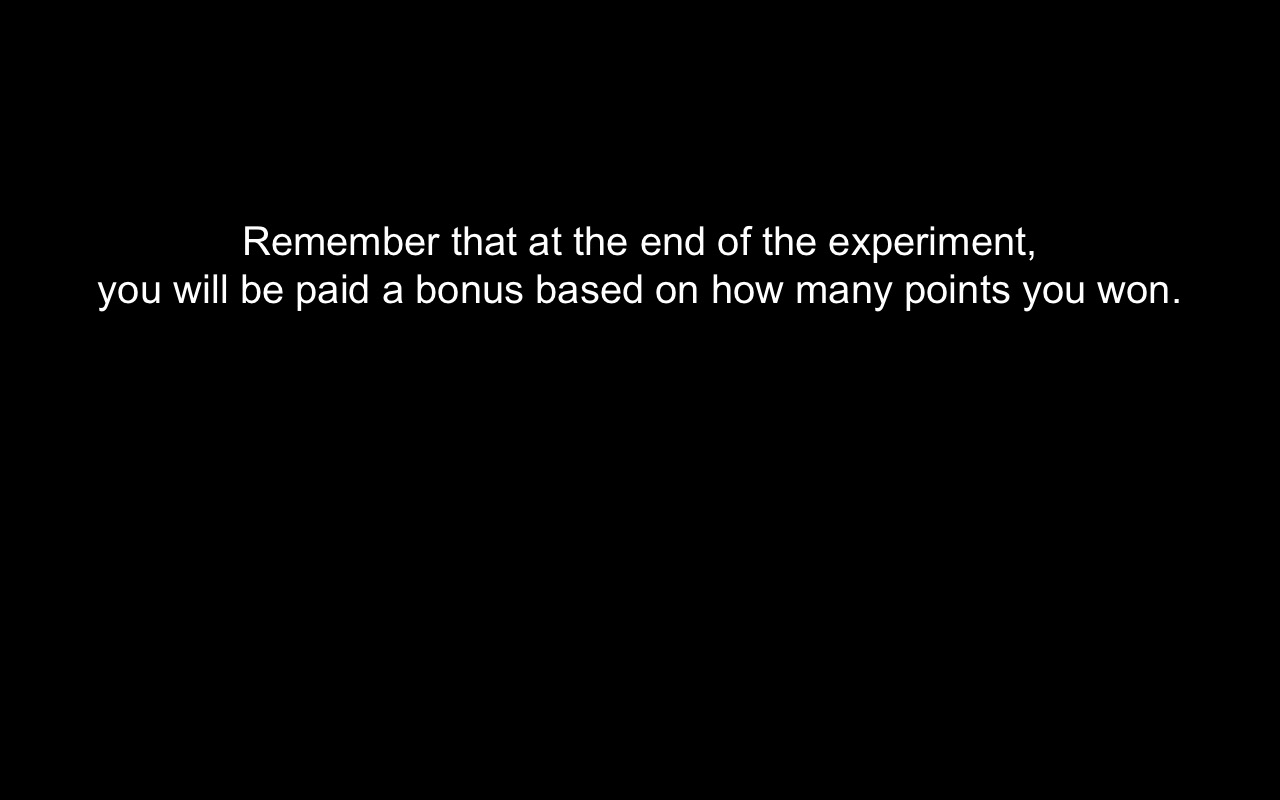 Remember that at the end of the experiment,
you will be paid a bonus based on how many points you won.